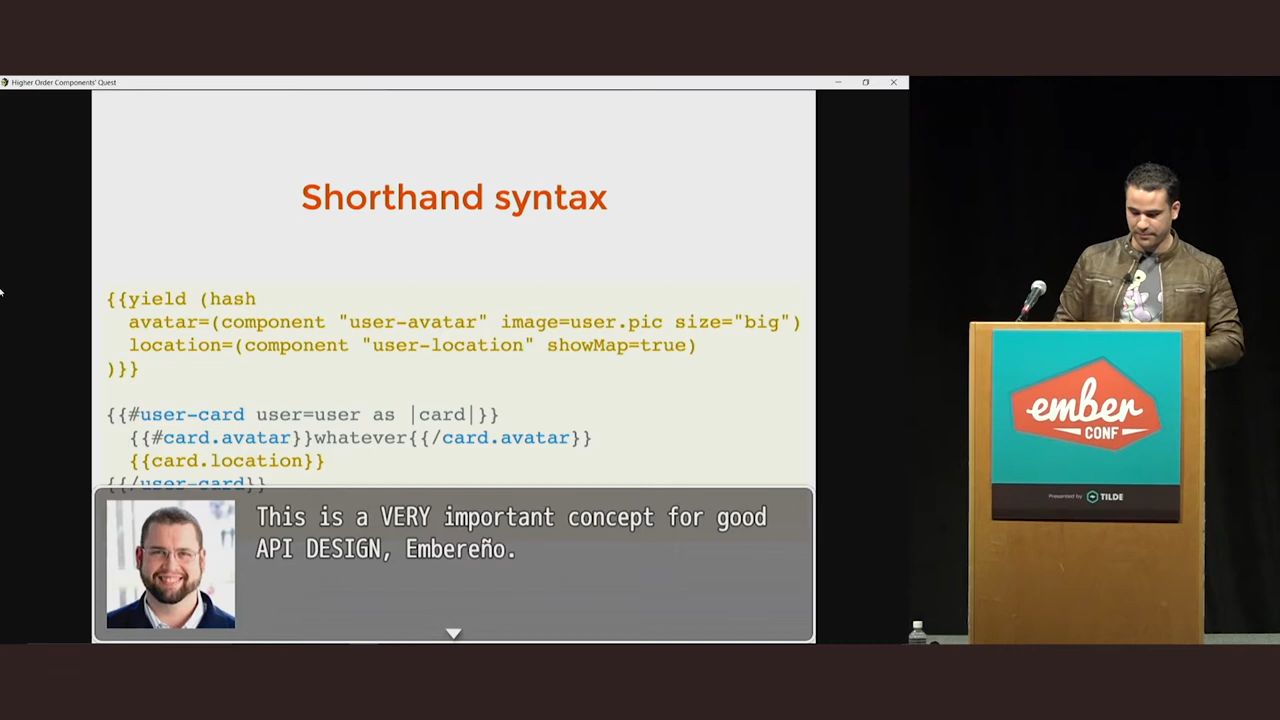 Higher Order Components' Quest
Shorthand syntax
{{yield (hash
  avatar=(component "user-avatar" image=user.pic size="big")
  location=(component "user-location" showMap=true)
)}}
{{#user-card user=user as |card|}}
  {{#card.avatar}}whatever{{/card.avatar}}
  {{card.location}}
{{/user-card}}
This is a VERY important concept for good
API DESIGN, Embereño.
ember
CONF
Presented by TILDE